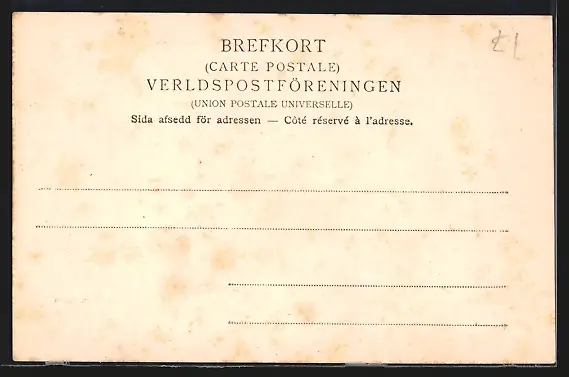 BREFKORT
(CARTE POSTALE)
VERLDSPOSTFÖRENINGEN
(UNION POSTALE UNIVERSELLE)
Sida afsedd för adressen — Côté réservé à l'adresse.